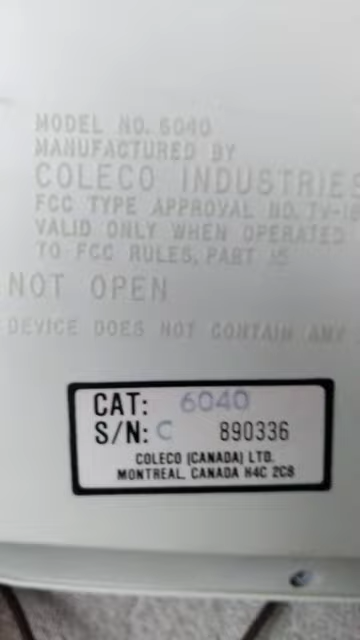 MODEL NO. 6040
MANUFACTURED BY
COLECO INDUSTRIES
FCC TYPE APPROVAL NO. TV-
VALID ONLY WHEN OPERATED
TO FCC RULES, PART 15
NOT OPEN
DEVICE DOES NOT CONTAIN ANY
CAT: 6040
S/N: C 890336
COLECO (CANADA) LTD.
MONTREAL, CANADA H4C 2C8